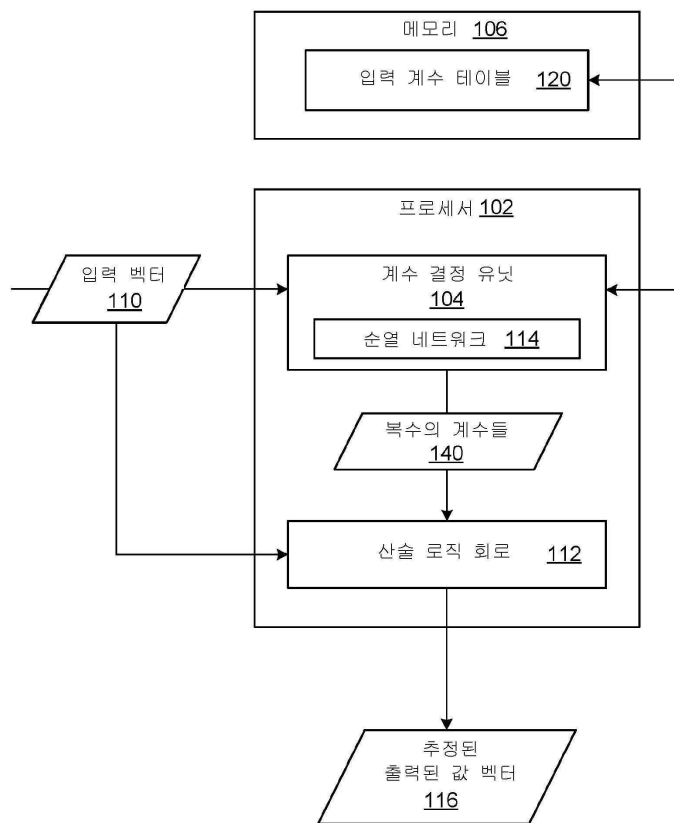 메모리 106
입력 계수 테이블 120
프로세서 102
입력 벡터
110
계수 결정 유닛
104
순열 네트워크 114
복수의 계수들
140
산술 로직 회로 112
추정된
출력된 값 벡터
116